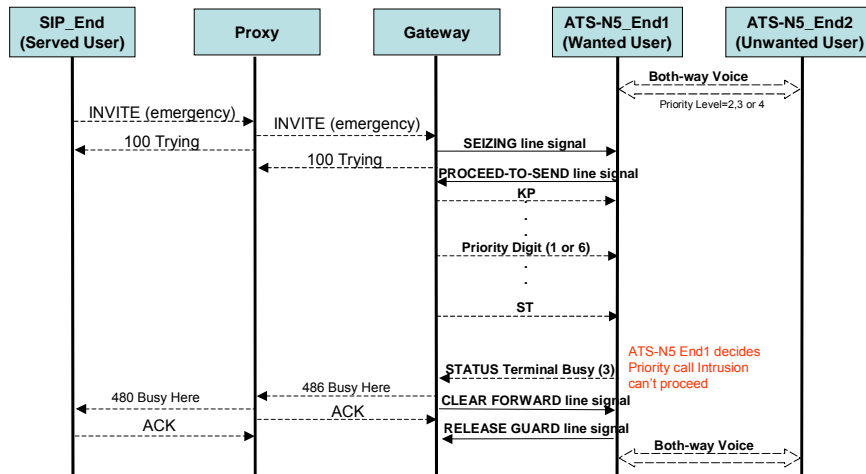 SIP_End
(Served User)
Proxy
Gateway
ATS-N5_End1
(Wanted User)
ATS-N5_End2
(Unwanted User)
Both-way Voice
Priority Level=2,3 or 4
INVITE (emergency)
INVITE (emergency)
100 Trying
SEIZING line signal
100 Trying
PROCEED-TO-SEND line signal
KP
.
.
.
Priority Digit (1 or 6)
.
.
.
ST
ATS-N5 End1 decides
Priority call Intrusion
can't proceed
STATUS Terminal Busy (3)
486 Busy Here
480 Busy Here
CLEAR FORWARD line signal
ACK
ACK
RELEASE GUARD line signal
Both-way Voice